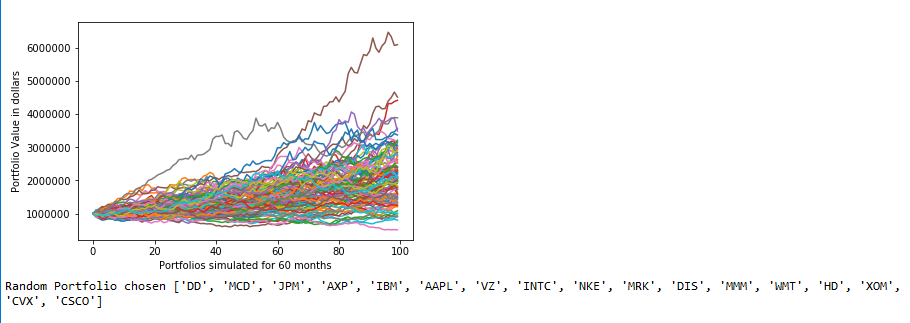 6000000
5000000
4000000
3000000
2000000
1000000
Portfolio Value in dollars
0 20 40 60 80 100
Portfolios simulated for 60 months
Random Portfolio chosen ['DD', 'MCD', 'JPM', 'AXP', 'IBM', 'AAPL', 'VZ', 'INTC', 'NKE', 'MRK', 'DIS', 'MMM', 'WMT', 'HD', 'XOM',
'CVX', 'CSCO']